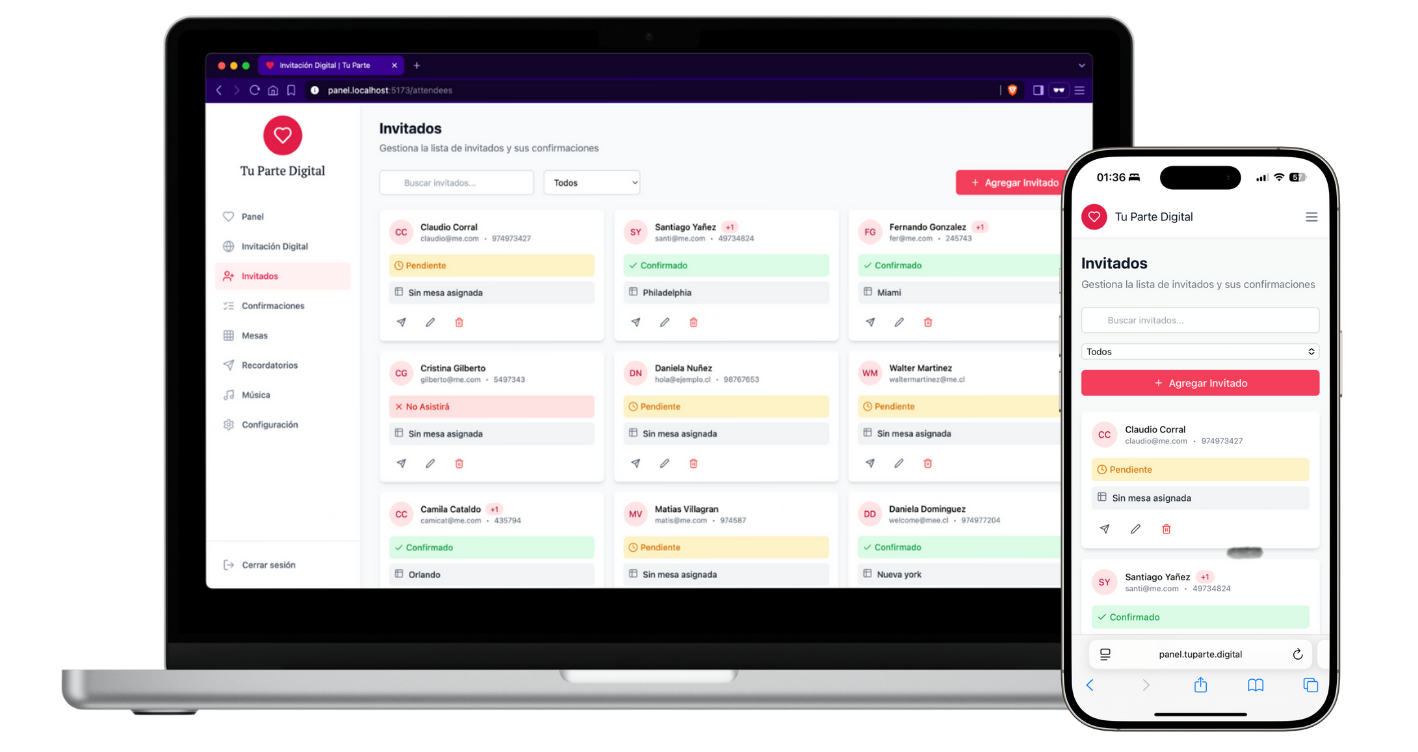 Invitación Digital | Tu Parte
panel.localhost:5173/attendees
Tu Parte Digital
Panel
Invitación Digital
Invitados
Confirmaciones
Mesas
Recordatorios
Música
Configuración
Cerrar sesión
Invitados
Gestiona la lista de invitados y sus confirmaciones
Buscar invitados...
Todos
+ Agregar Invitado
CC
Claudio Corral
claudio@me.com • 974973427
Pendiente
Sin mesa asignada
SY
Santiago Yañez +1
santi@me.com • 49734824
Confirmado
Philadelphia
FG
Fernando Gonzalez +1
fer@me.com • 245743
Confirmado
Miami
CG
Cristina Gilberto
gilberto@me.com • 5497343
No Asistirá
Sin mesa asignada
DN
Daniela Nuñez
hola@ejemplo.cl • 98767653
Pendiente
Sin mesa asignada
WM
Walter Martinez
waltermartinez@me.cl
Pendiente
Sin mesa asignada
CC
Camila Cataldo +1
camicat@me.com • 435794
Confirmado
Orlando
MV
Matias Villagran
matis@me.com • 974587
Pendiente
Sin mesa asignada
DD
Daniela Dominguez
welcome@mee.cl • 974977204
Confirmado
Nueva york
01:36
Tu Parte Digital
Invitados
Gestiona la lista de invitados y sus confirmaciones
Buscar invitados...
Todos
+ Agregar Invitado
CC
Claudio Corral
claudio@me.com • 974973427
Pendiente
Sin mesa asignada
SY
Santiago Yañez +1
santi@me.com • 49734824
Confirmado
panel.tuparte.digital